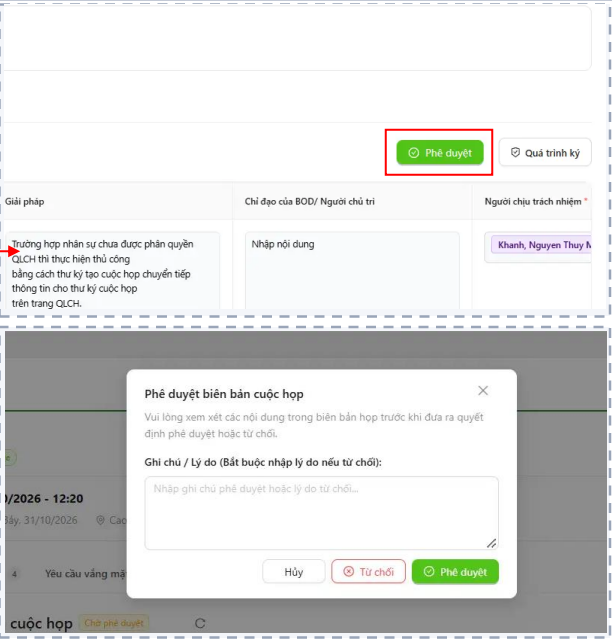 Phê duyệt
Quá trình ký
Giải pháp
Chỉ đạo của BOD/ Người chủ trì
Người chịu trách nhiệm *
Trường hợp nhân sự chưa được phân quyền
QLCH thì thực hiện thủ công
bằng cách thư ký tạo cuộc họp chuyển tiếp
thông tin cho thư ký cuộc họp
trên trang QLCH.
Nhập nội dung
Khanh, Nguyen Thuy M
Phê duyệt biên bản cuộc họp
Vui lòng xem xét các nội dung trong biên bản họp trước khi đưa ra quyết
định phê duyệt hoặc từ chối.
Ghi chú / Lý do (Bắt buộc nhập lý do nếu từ chối):
Nhập ghi chú phê duyệt hoặc lý do từ chối...
0/2026 - 12:20
Bảy, 31/10/2026
Cao
4 Yêu cầu vắng mặ
Hủy
Từ chối
Phê duyệt
cuộc họp Chờ phê duyệt